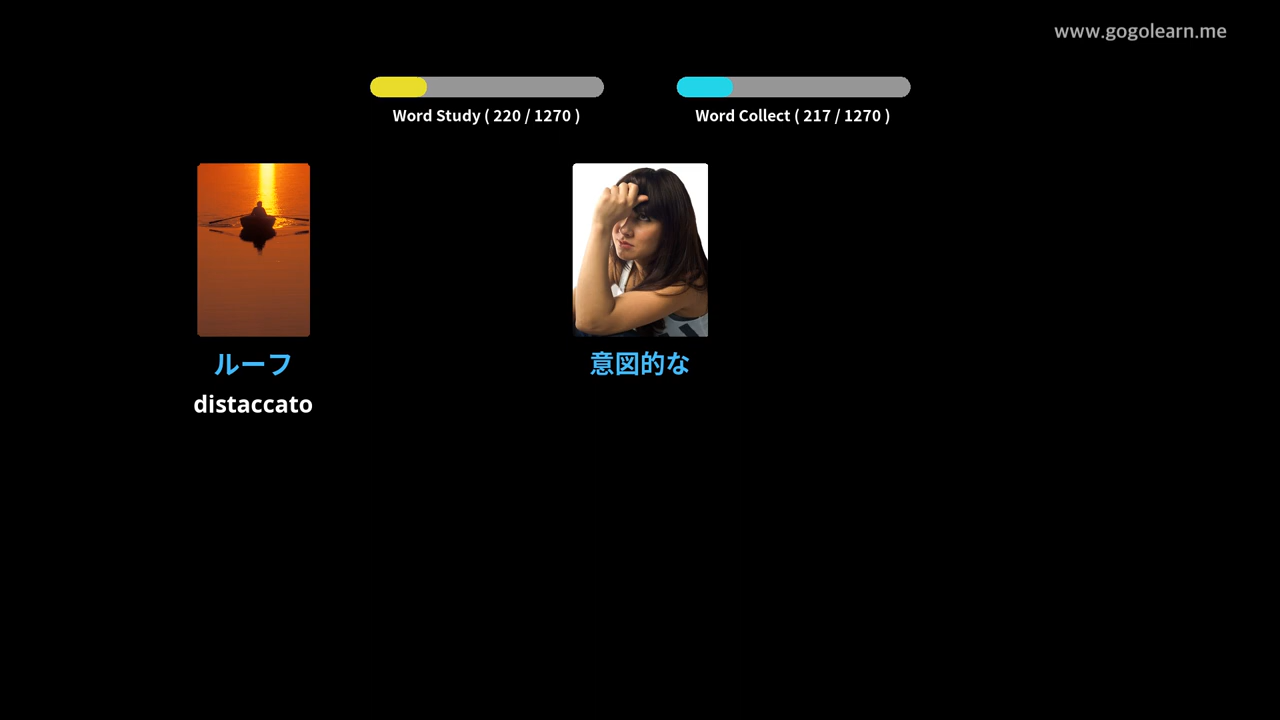 www.gogolearn.me
Word Study ( 220 / 1270 )
Word Collect ( 217 / 1270 )
ルーフ
意図的な
distaccato